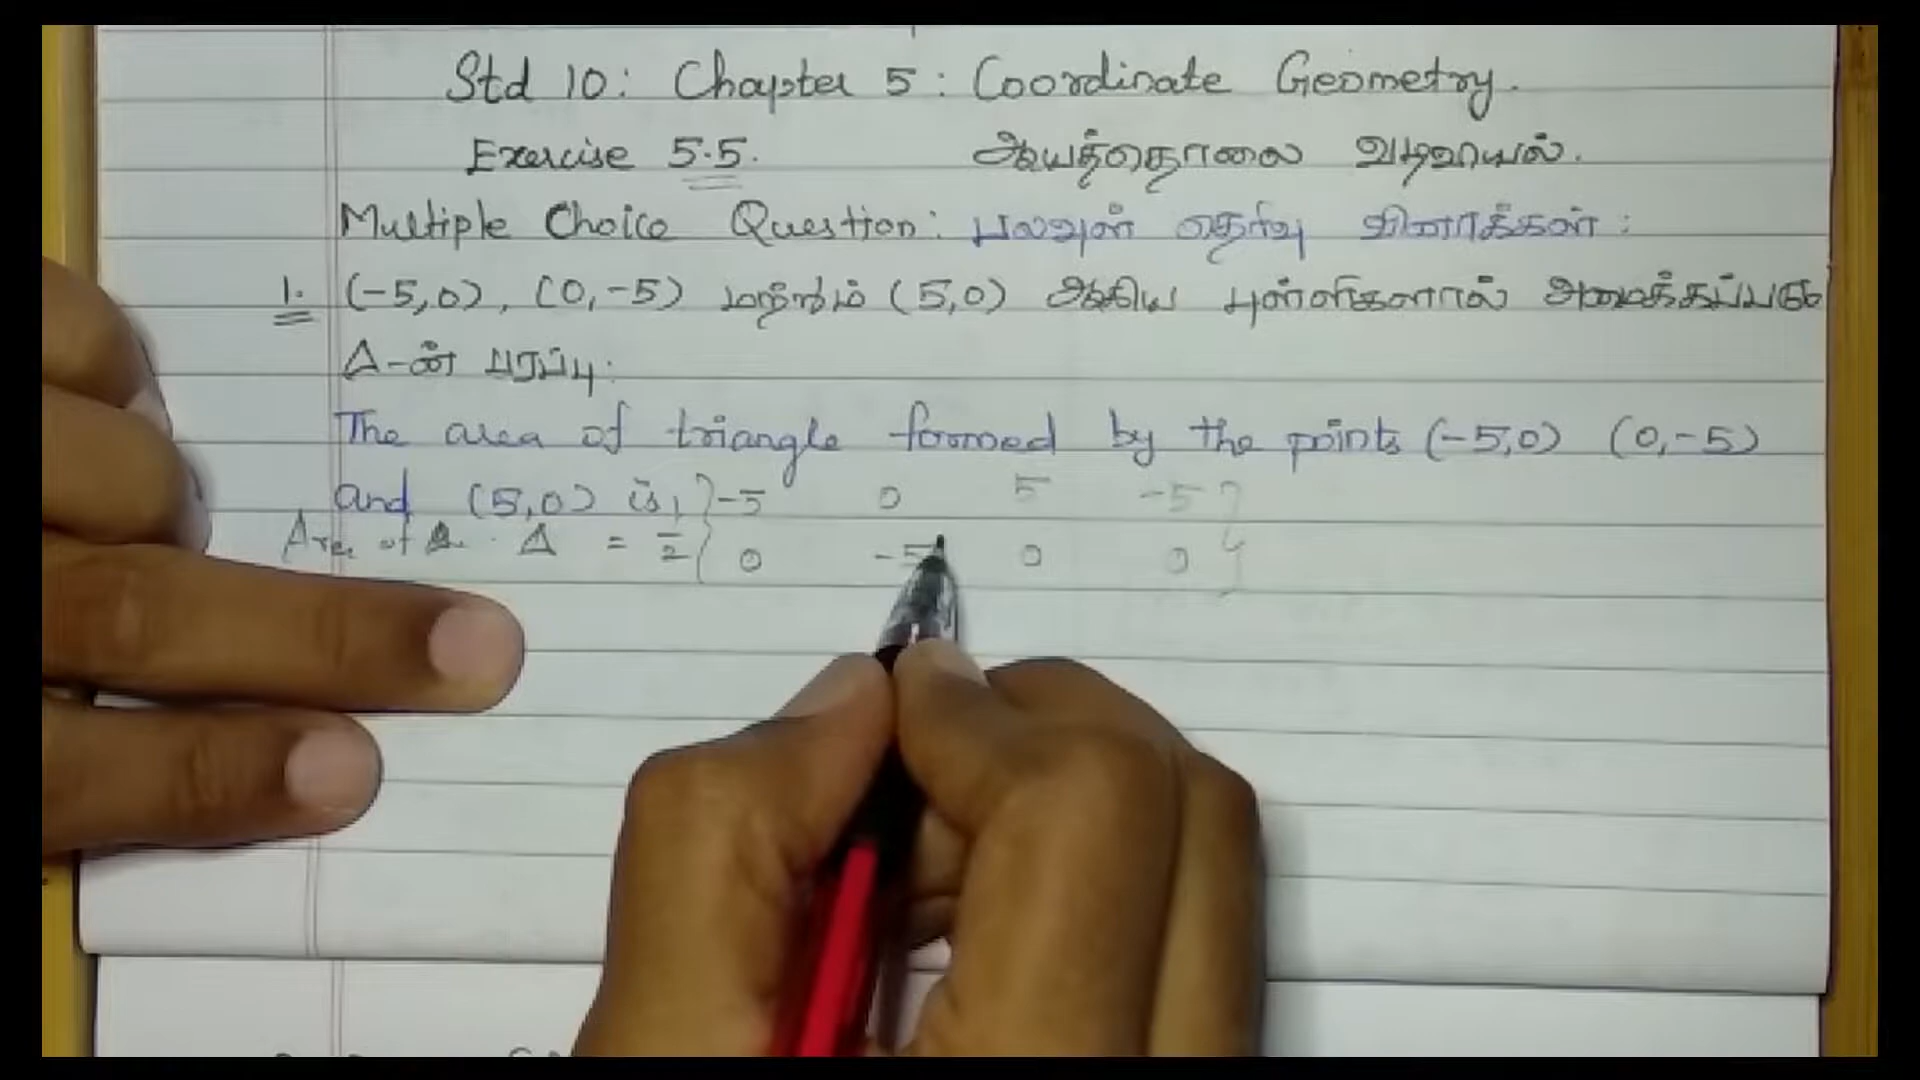 Std 10: Chapter 5: Coordinate Geometry.
Exercise 5.5. ஆயத்தொலை வடிவியல்.
Multiple Choice Question: பலவுள் தெரிவு வினாக்கள்:
1. (-5,0), (0,-5) மற்றும் (5,0) ஆகிய புள்ளிகளால் அமைக்கப்படும்
Δ-ன் பரப்பு.
The area of triangle formed by the points (-5,0) (0,-5)
and (5,0) is,
Area of Δ = 1/2 { -5 0 5 -5 }
0 -5 0 0